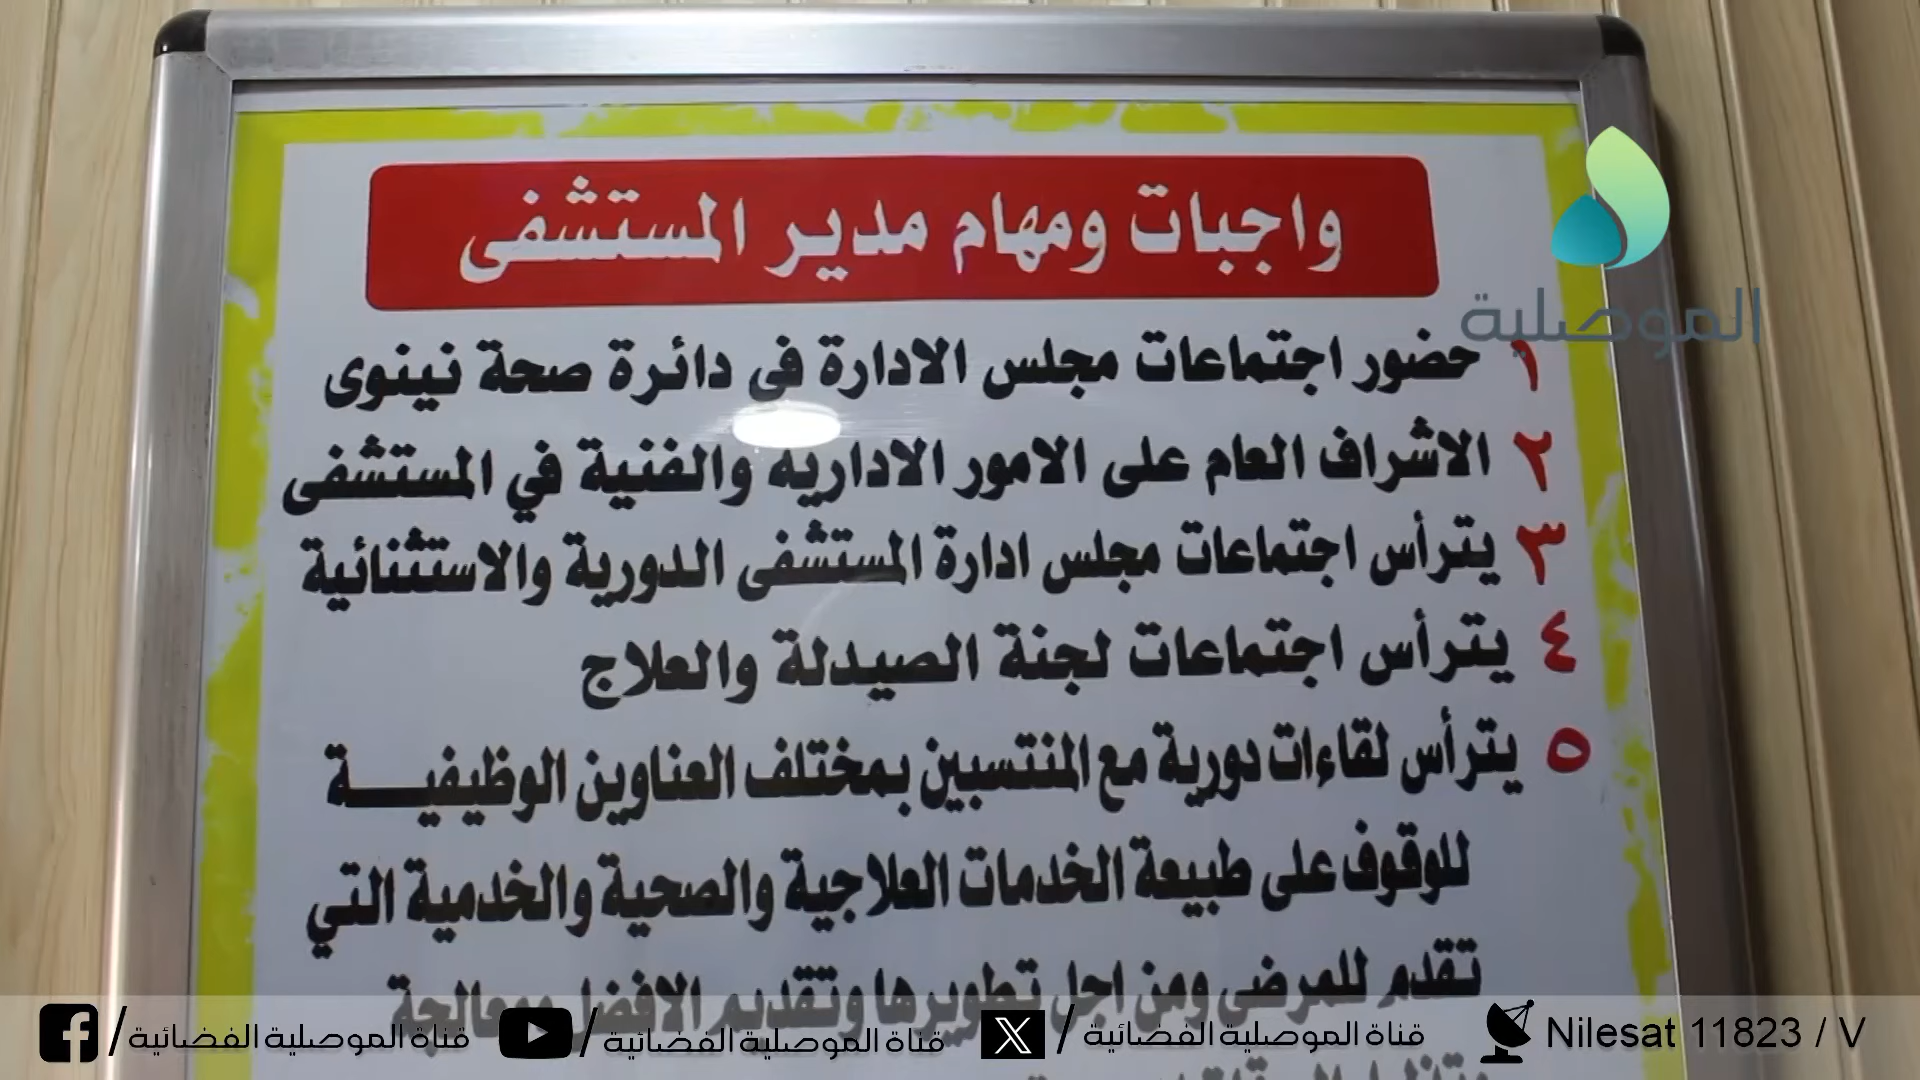 واجبات ومهام مدير المستشفى
الموصلية
١ حضور اجتماعات مجلس الادارة فى دائرة صحة نينوى
٢ الاشراف العام على الامور الاداريه والفنية في المستشفى
٣ يترأس اجتماعات مجلس ادارة المستشفى الدورية والاستثنائية
٤ يترأس اجتماعات لجنة الصيدلة والعلاج
٥ يترأس لقاءات دورية مع المنتسبين بمختلف العناوين الوظيفيــــة
للوقوف على طبيعة الخدمات العلاجية والصحية والخدمية التي
تقدم للمرضى ومن اجل تطويرها وتقديم الافضل ومعالجة
/قناة الموصلية الفضائية /قناة الموصلية الفضائية /قناة الموصلية الفضائية Nilesat 11823 / V